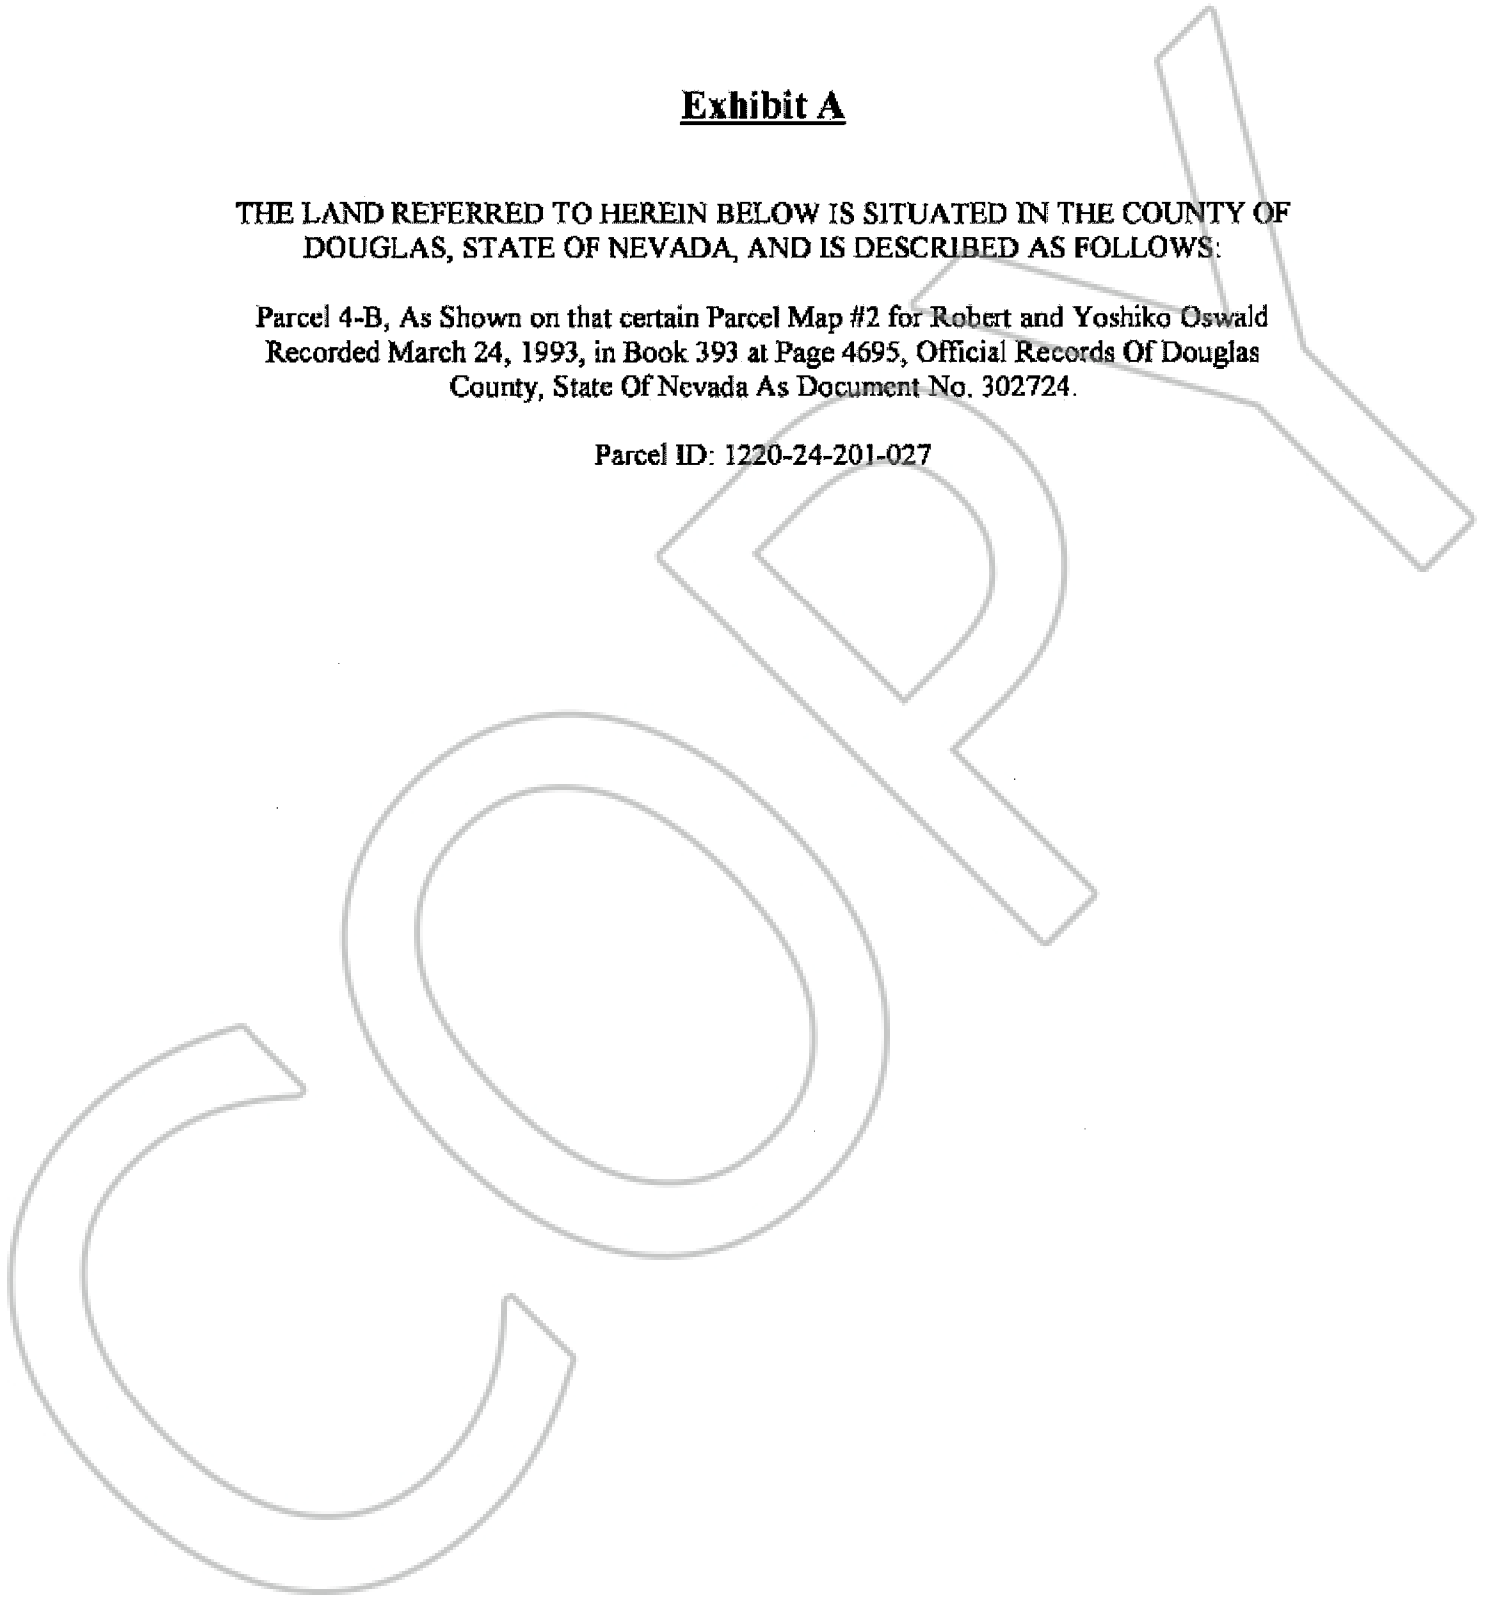 Exhibit A
THE LAND REFERRED TO HEREIN BELOW IS SITUATED IN THE COUNTY OF
DOUGLAS, STATE OF NEVADA, AND IS DESCRIBED AS FOLLOWS:
Parcel 4-B, As Shown on that certain Parcel Map #2 for Robert and Yoshiko Oswald
Recorded March 24, 1993, in Book 393 at Page 4695, Official Records Of Douglas
County, State Of Nevada As Document No. 302724.
Parcel ID: 1220-24-201-027
COPY